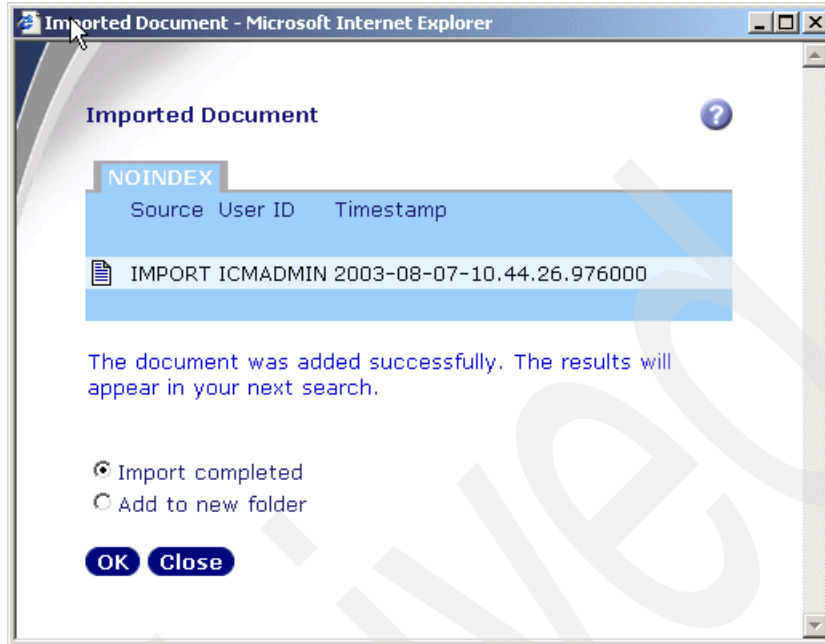 Imported Document - Microsoft Internet Explorer
Imported Document
?
NOINDEX
Source User ID Timestamp
IMPORT ICMADMIN 2003-08-07-10.44.26.976000
The document was added successfully. The results will
appear in your next search.
Import completed
Add to new folder
OK Close